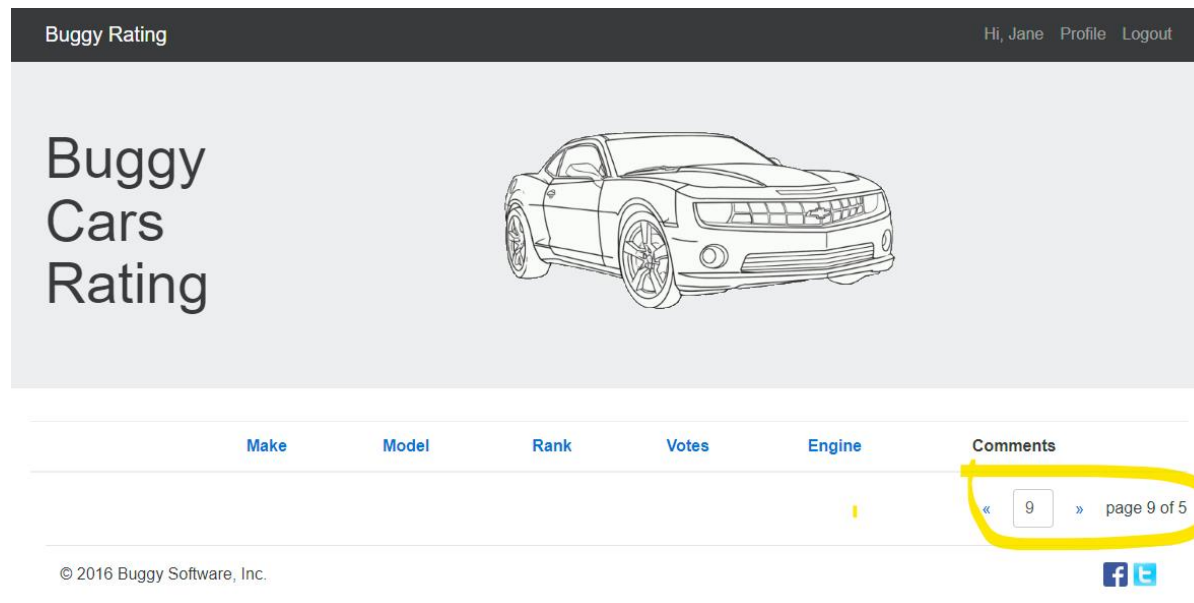 Buggy Rating
Hi, Jane Profile Logout
Buggy
Cars
Rating
Make Model Rank Votes Engine Comments
« 9 » page 9 of 5
© 2016 Buggy Software, Inc.